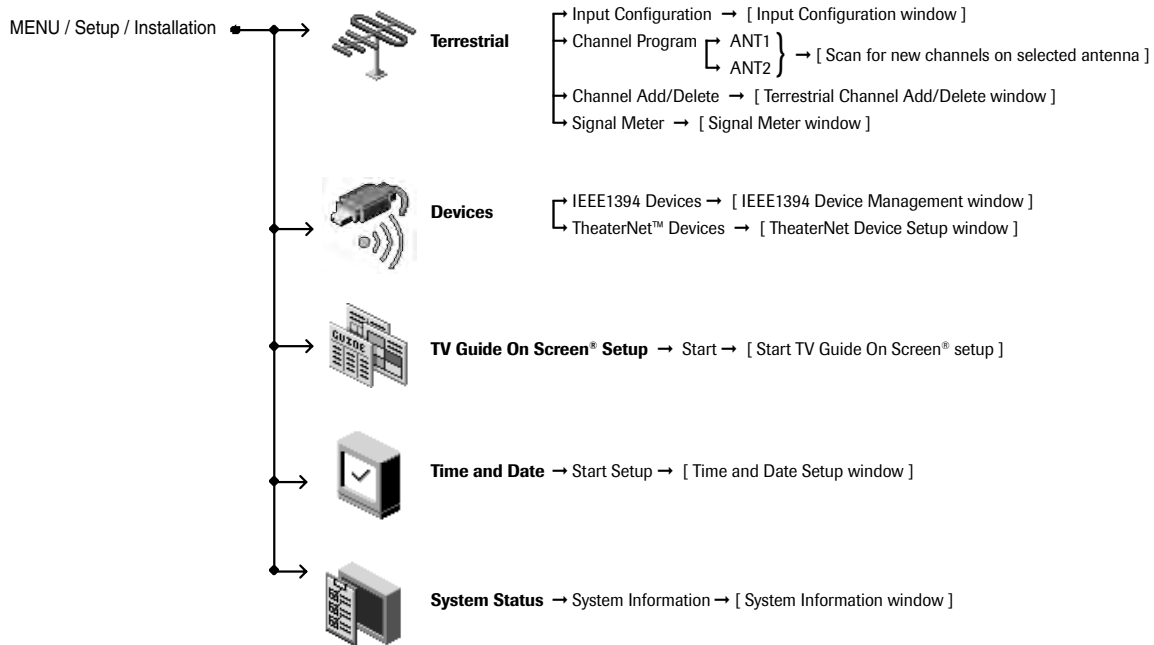 MENU / Setup / Installation
Terrestrial
Input Configuration → [ Input Configuration window ]
Channel Program → ANT1
→ ANT2
} → [ Scan for new channels on selected antenna ]
Channel Add/Delete → [ Terrestrial Channel Add/Delete window ]
Signal Meter → [ Signal Meter window ]
Devices
IEEE1394 Devices → [ IEEE1394 Device Management window ]
TheaterNet™ Devices → [ TheaterNet Device Setup window ]
GUIDE
TV Guide On Screen® Setup → Start → [ Start TV Guide On Screen® setup ]
Time and Date → Start Setup → [ Time and Date Setup window ]
System Status → System Information → [ System Information window ]